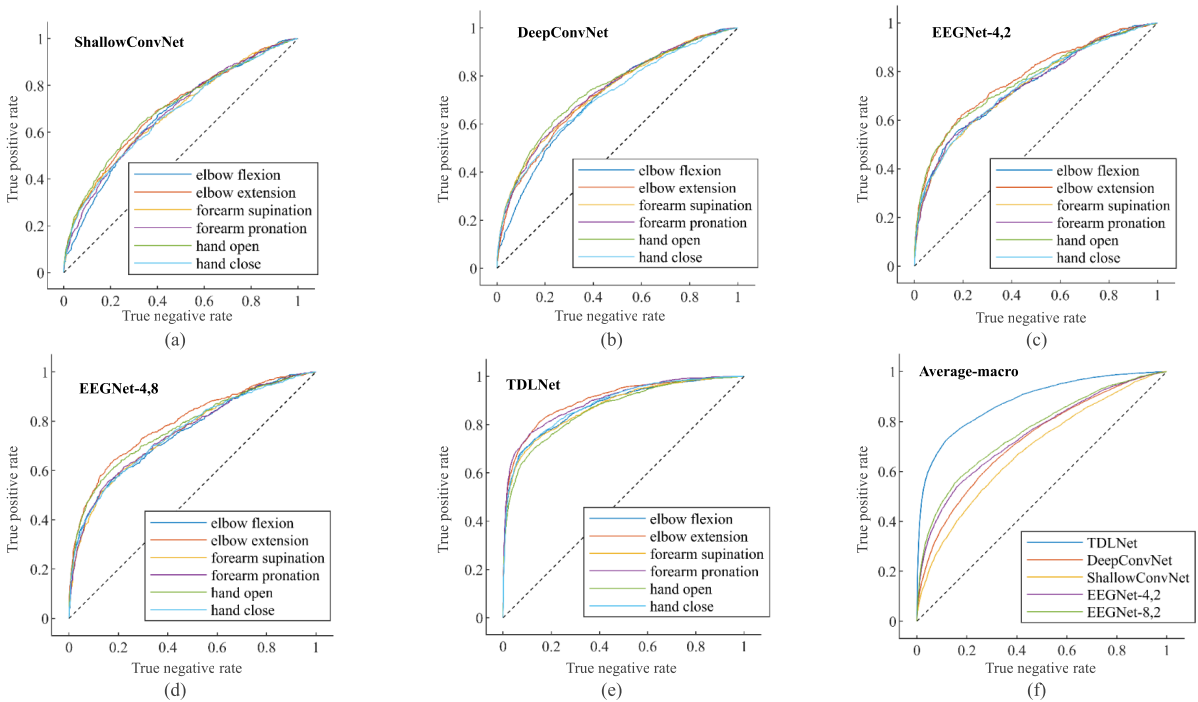 ShallowConvNet
True positive rate
1
0.8
0.6
0.4
0.2
0
elbow flexion
elbow extension
forearm supination
forearm pronation
hand open
hand close
0 0.2 0.4 0.6 0.8 1
True negative rate
(a)
DeepConvNet
True positive rate
1
0.8
0.6
0.4
0.2
0
elbow flexion
elbow extension
forearm supination
forearm pronation
hand open
hand close
0 0.2 0.4 0.6 0.8 1
True negative rate
(b)
EEGNet-4,2
True positive rate
1
0.8
0.6
0.4
0.2
0
elbow flexion
elbow extension
forearm supination
forearm pronation
hand open
hand close
0 0.2 0.4 0.6 0.8 1
True negative rate
(c)
EEGNet-4,8
True positive rate
1
0.8
0.6
0.4
0.2
0
elbow flexion
elbow extension
forearm supination
forearm pronation
hand open
hand close
0 0.2 0.4 0.6 0.8 1
True negative rate
(d)
TDLNet
True positive rate
1
0.8
0.6
0.4
0.2
0
elbow flexion
elbow extension
forearm supination
forearm pronation
hand open
hand close
0 0.2 0.4 0.6 0.8 1
True negative rate
(e)
Average-macro
True positive rate
1
0.8
0.6
0.4
0.2
0
TDLNet
DeepConvNet
ShallowConvNet
EEGNet-4,2
EEGNet-8,2
0 0.2 0.4 0.6 0.8 1
True negative rate
(f)